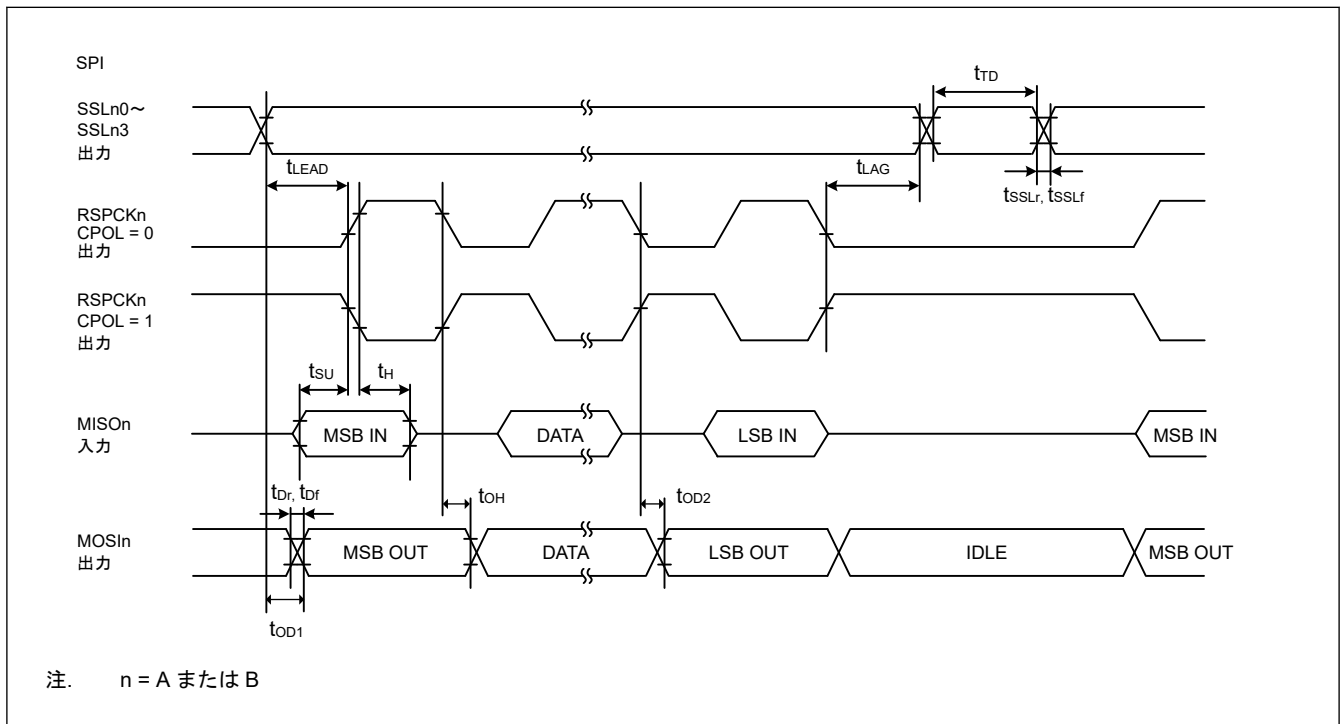 SPI
SSLn0～
SSLn3
出力
tTD
tLEAD
tLAG
tSSLr, tSSLf
RSPCKn
CPOL = 0
出力
RSPCKn
CPOL = 1
出力
tSU
tH
MISOn
入力
MSB IN
DATA
LSB IN
MSB IN
tDr, tDf
tOH
tOD2
MOSIn
出力
MSB OUT
DATA
LSB OUT
IDLE
MSB OUT
tOD1
注. n = A または B